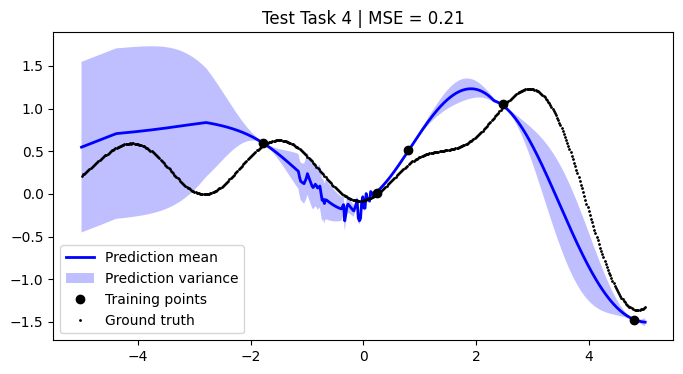 Test Task 4 | MSE = 0.21
1.5
1.0
0.5
0.0
−0.5
−1.0
−1.5
Prediction mean
Prediction variance
Training points
Ground truth
−4 −2 0 2 4